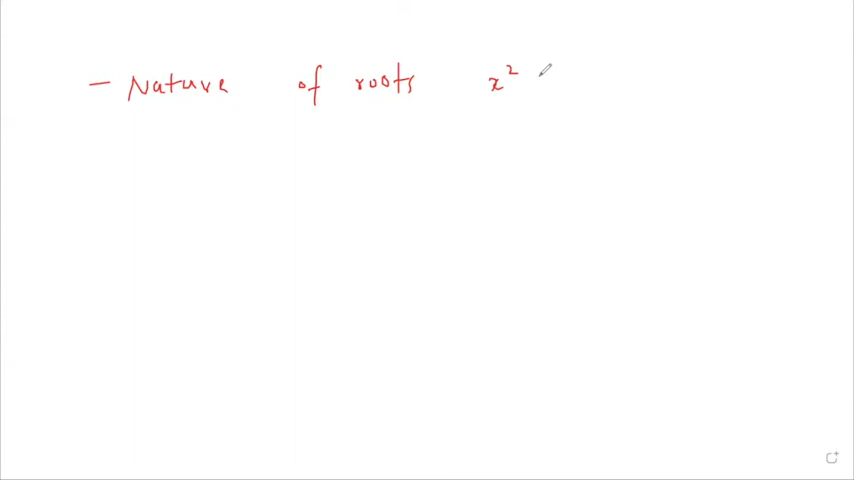 — Nature of roots x²